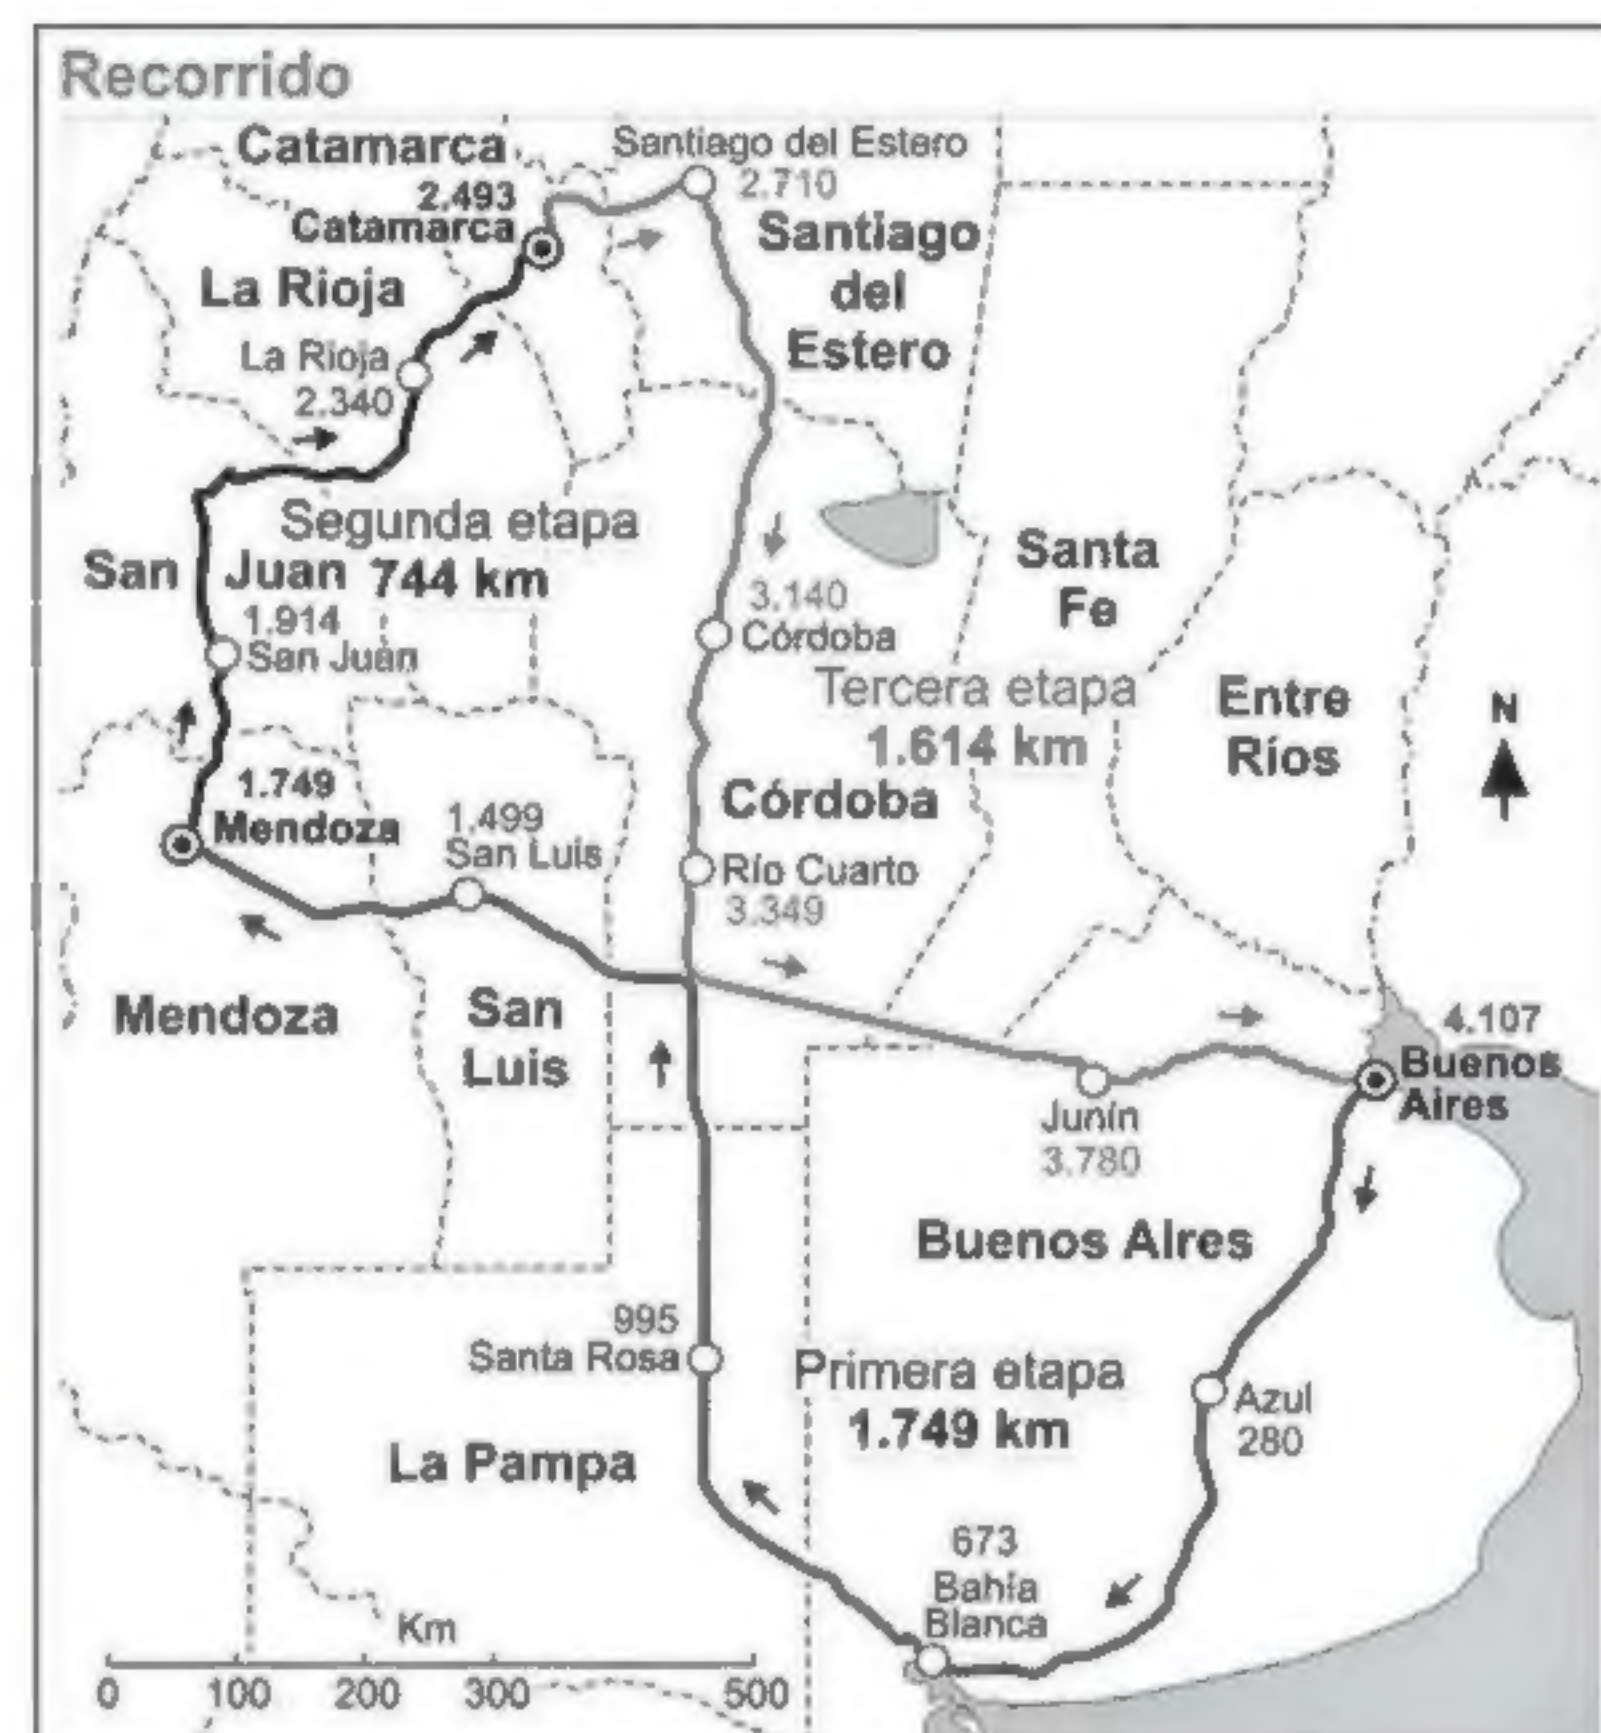 Recorrido
Catamarca
2.493
Catamarca
Santiago del Estero
2.710
Santiago
del
Estero
La Rioja
La Rioja
2.340
Segunda etapa
744 km
San Juan
1.914
San Juan
3.140
Córdoba
Santa
Fe
Tercera etapa
1.614 km
Entre
Ríos
N
1.749
Mendoza
1.499
San Luis
Córdoba
Río Cuarto
3.349
Mendoza
San
Luis
4.107
Buenos
Aires
Junín
3.780
Buenos Aires
995
Santa Rosa
Primera etapa
1.749 km
Azul
280
La Pampa
673
Bahía
Blanca
Km
0 100 200 300 500